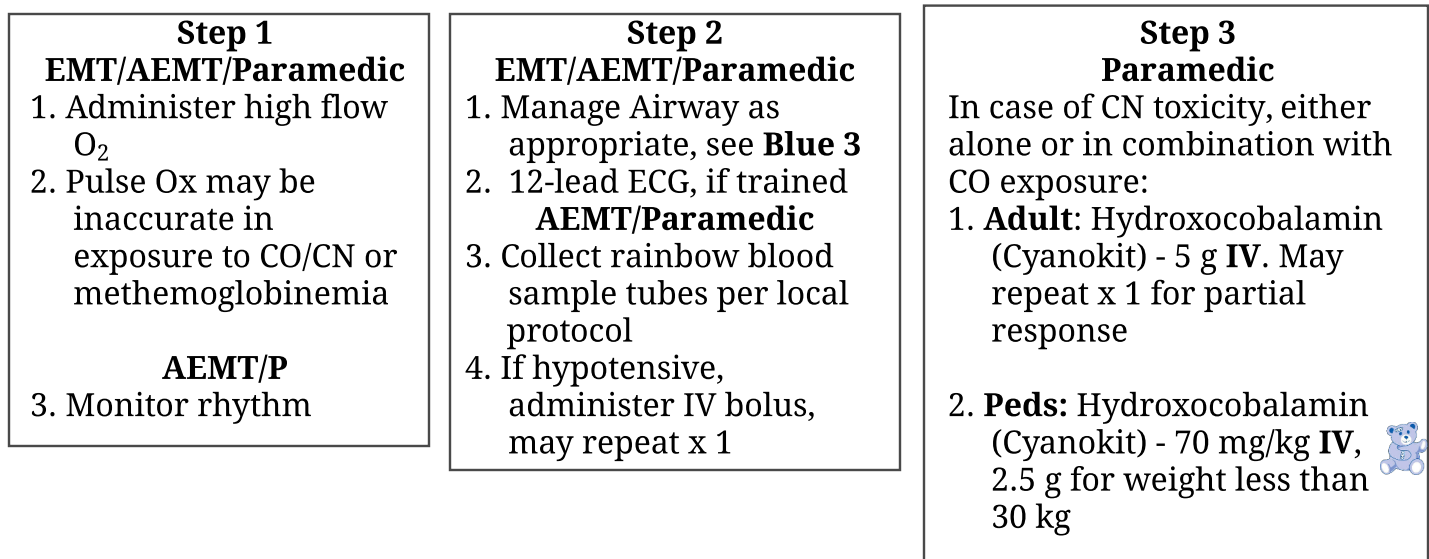 Step 1
EMT/AEMT/Paramedic
1. Administer high flow
O₂
2. Pulse Ox may be
inaccurate in
exposure to CO/CN or
methemoglobinemia
AEMT/P
3. Monitor rhythm
Step 2
EMT/AEMT/Paramedic
1. Manage Airway as
appropriate, see Blue 3
2. 12-lead ECG, if trained
AEMT/Paramedic
3. Collect rainbow blood
sample tubes per local
protocol
4. If hypotensive,
administer IV bolus,
may repeat x 1
Step 3
Paramedic
In case of CN toxicity, either
alone or in combination with
CO exposure:
1. Adult: Hydroxocobalamin
(Cyanokit) - 5 g IV. May
repeat x 1 for partial
response
2. Peds: Hydroxocobalamin
(Cyanokit) - 70 mg/kg IV,
2.5 g for weight less than
30 kg